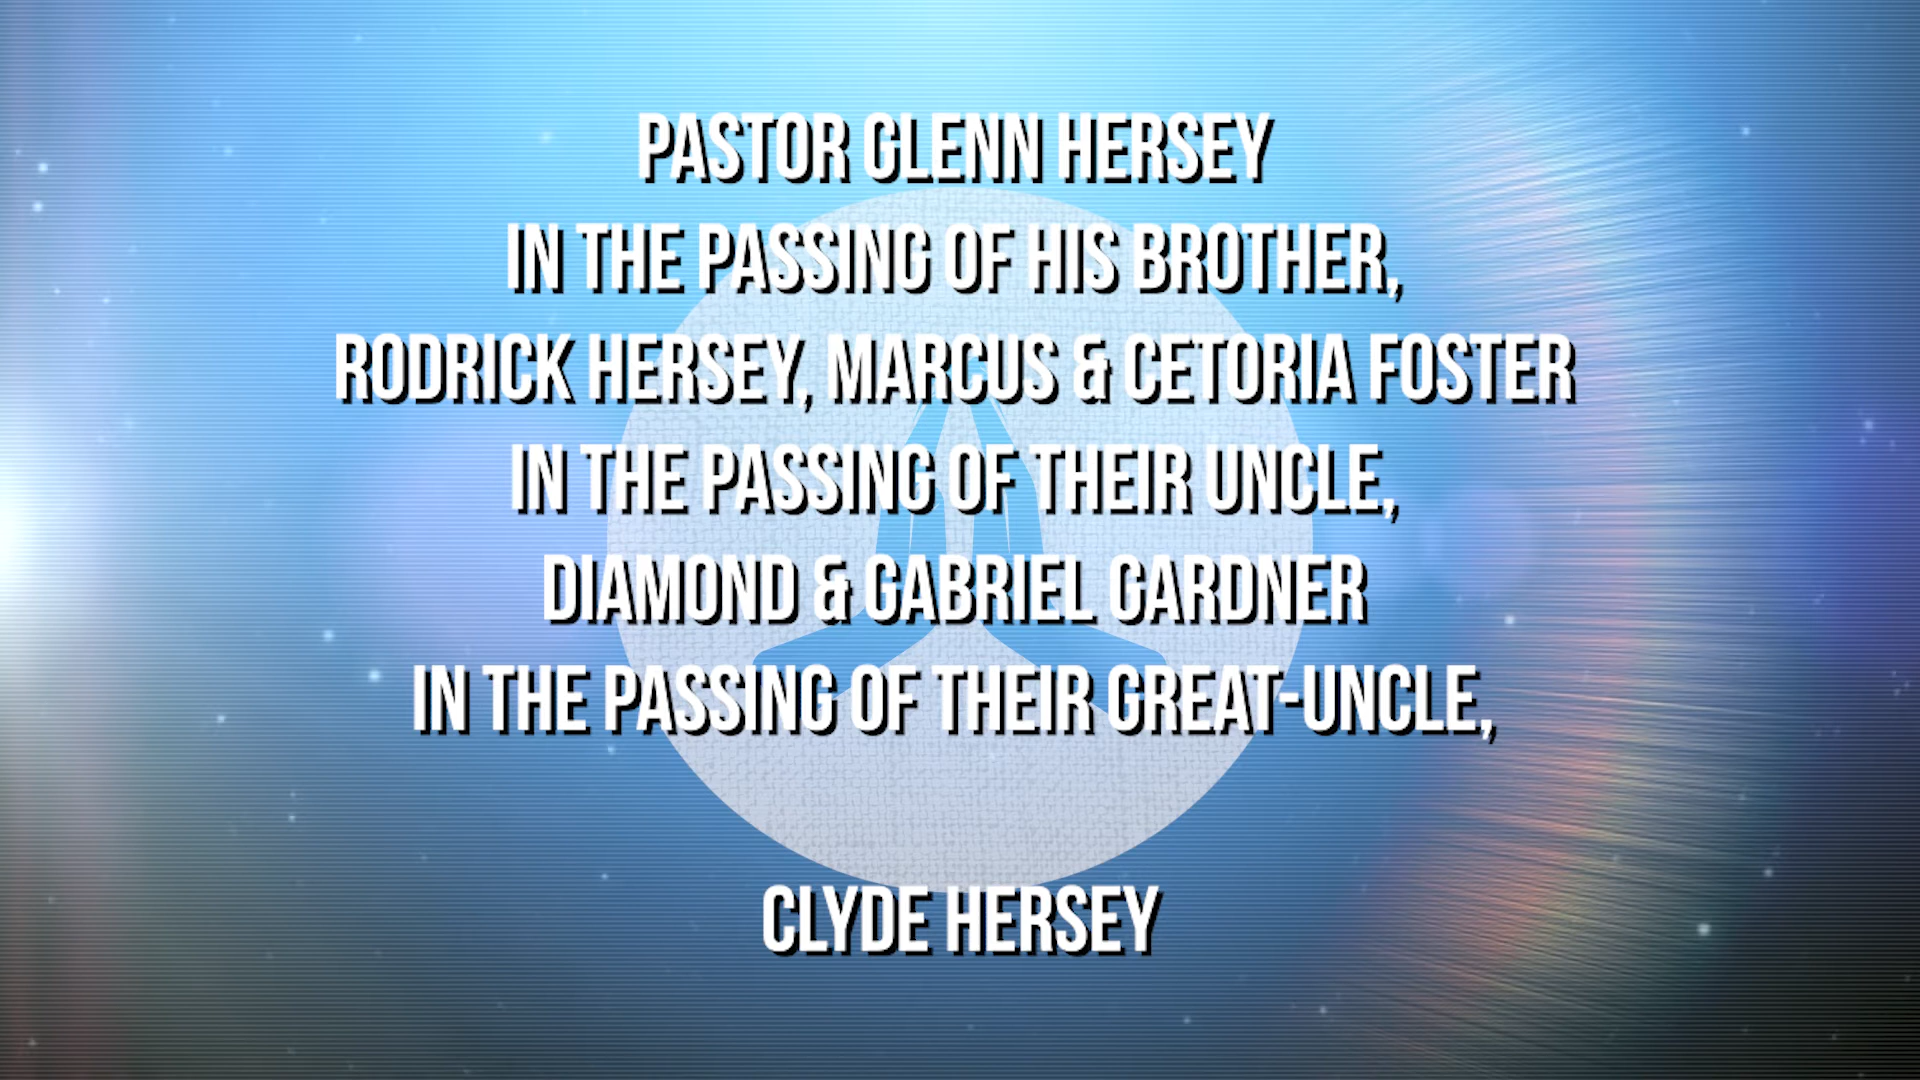 PASTOR GLENN HERSEY
IN THE PASSING OF HIS BROTHER,
RODRICK HERSEY, MARCUS & CETORIA FOSTER
IN THE PASSING OF THEIR UNCLE,
DIAMOND & GABRIEL GARDNER
IN THE PASSING OF THEIR GREAT-UNCLE,
CLYDE HERSEY